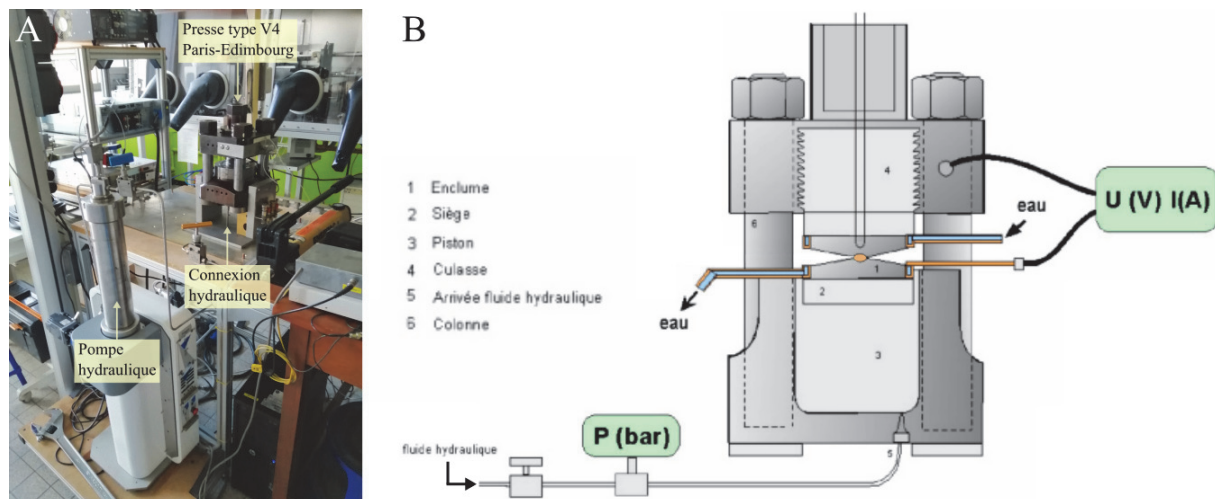 A
Presse type V4
Paris-Edimbourg
Connexion
hydraulique
Pompe
hydraulique
B
1 Enclume
2 Siège
3 Piston
4 Culasse
5 Arrivée fluide hydraulique
6 Colonne
4
6
eau
U (V) I(A)
1
2
eau
3
P (bar)
fluide hydraulique
5